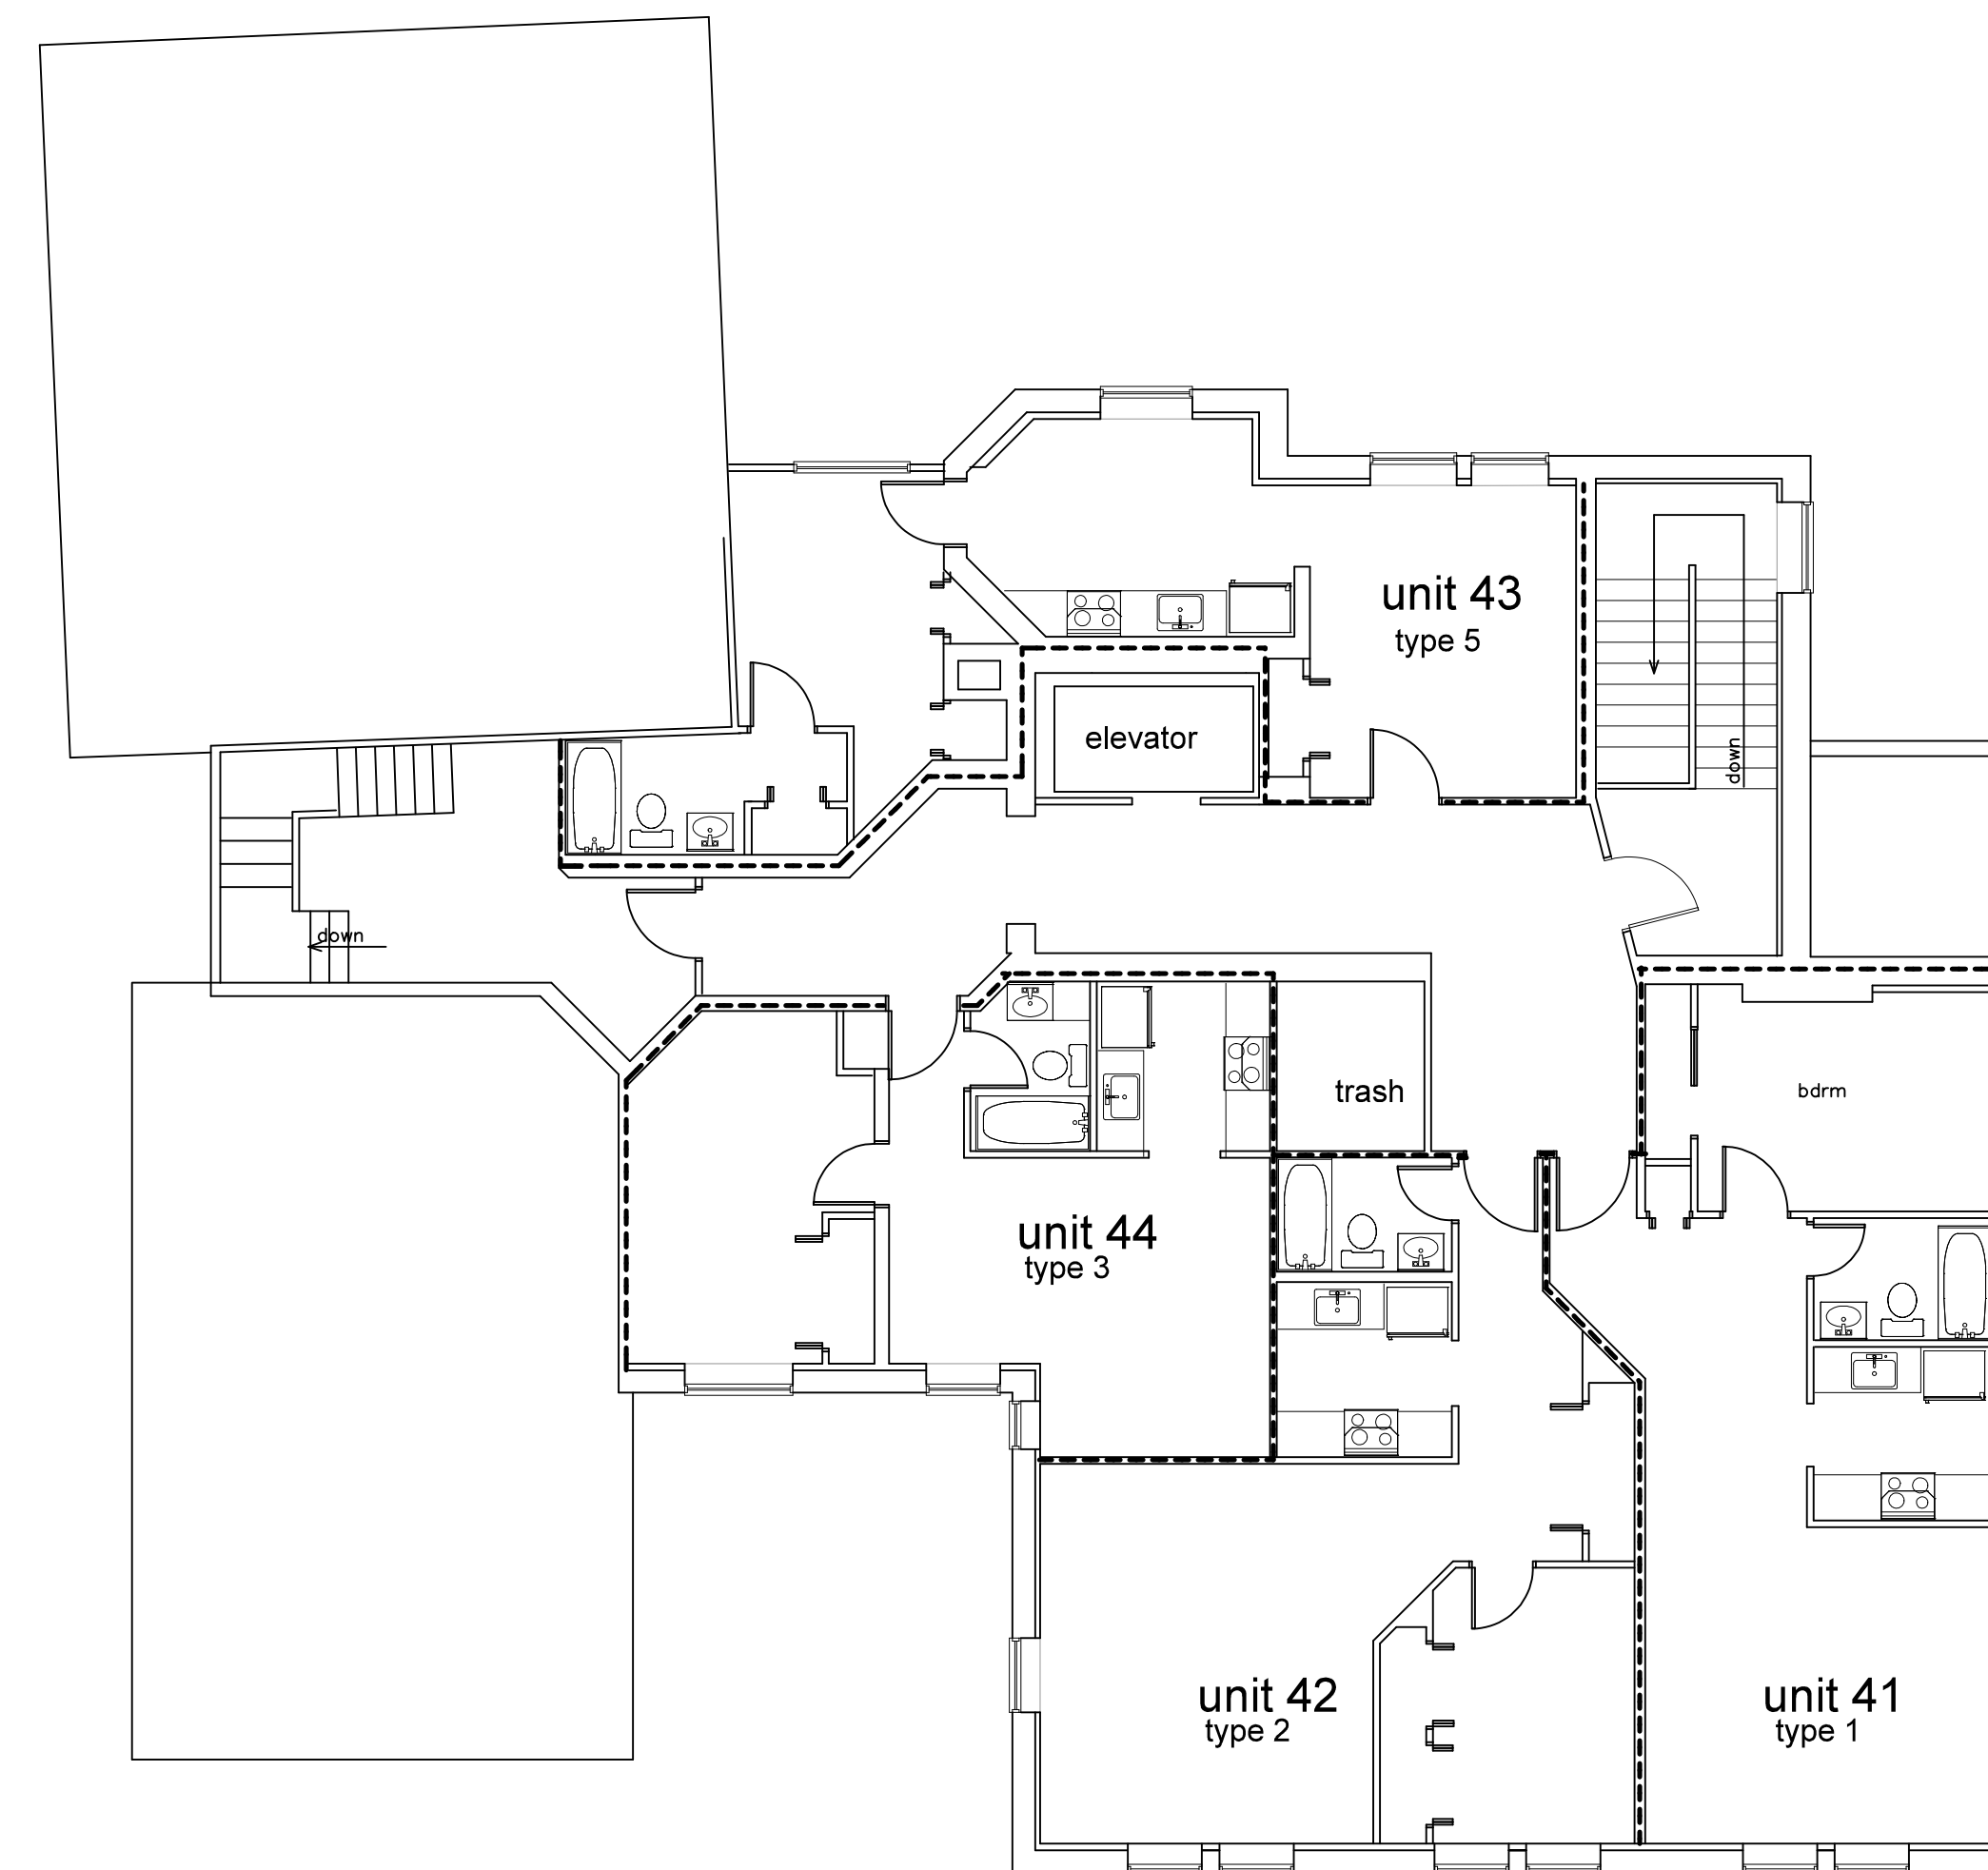 unit 43
type 5
elevator
down
down
trash
bdrm
unit 44
type 3
unit 42
type 2
unit 41
type 1